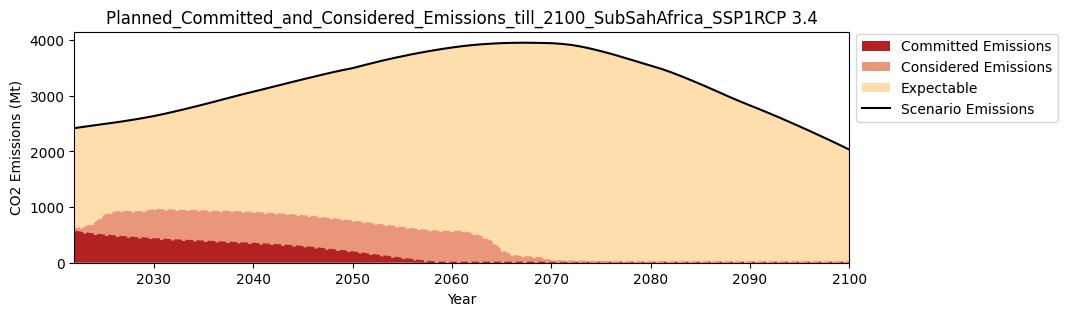 Planned_Committed_and_Considered_Emissions_till_2100_SubSahAfrica_SSP1RCP 3.4
Committed Emissions
Considered Emissions
Expectable
Scenario Emissions
CO2 Emissions (Mt)
4000
3000
2000
1000
0
2030 2040 2050 2060 2070 2080 2090 2100
Year